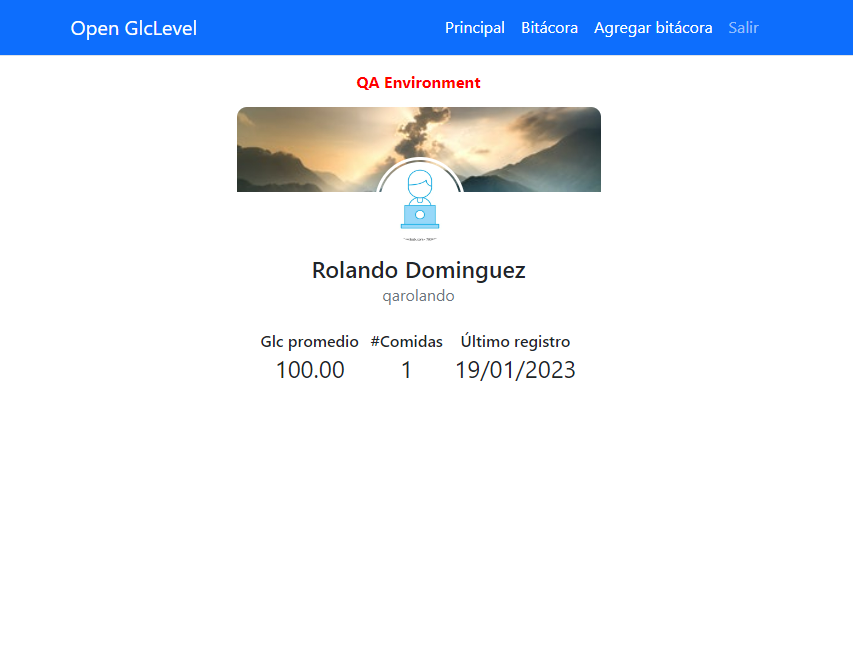 Open GlcLevel Principal Bitácora Agregar bitácora Salir
QA Environment
Rolando Dominguez
qarolando
Glc promedio #Comidas Último registro
100.00 1 19/01/2023